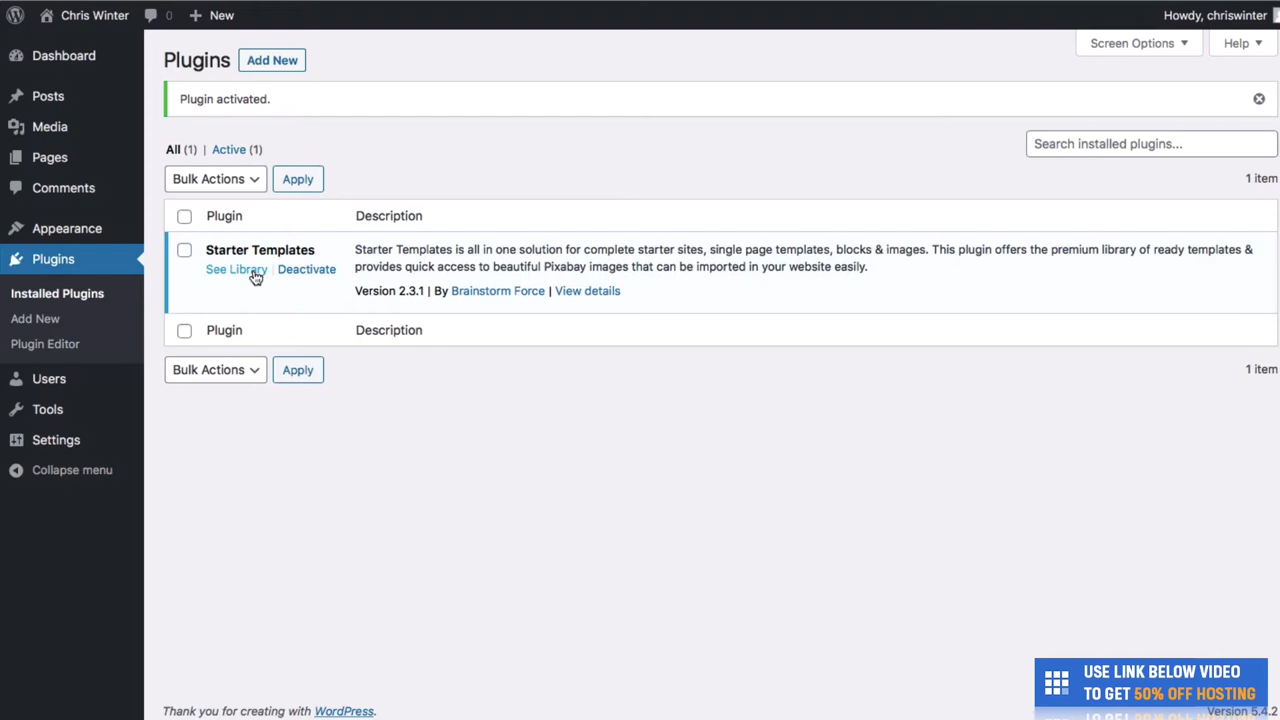 Chris Winter 0 New Howdy, chriswinter
Dashboard
Posts
Media
Pages
Comments
Appearance
Plugins
Installed Plugins
Add New
Plugin Editor
Users
Tools
Settings
Collapse menu
Screen Options Help
Plugins Add New
Plugin activated.
All (1) | Active (1)
Search installed plugins...
Bulk Actions Apply
1 item
Plugin Description
Starter Templates
See Library | Deactivate
Starter Templates is all in one solution for complete starter sites, single page templates, blocks & images. This plugin offers the premium library of ready templates &
provides quick access to beautiful Pixabay images that can be imported in your website easily.
Version 2.3.1 | By Brainstorm Force | View details
Plugin Description
Bulk Actions Apply
1 item
USE LINK BELOW VIDEO
TO GET 50% OFF HOSTING
Thank you for creating with WordPress.
Version 5.4.2